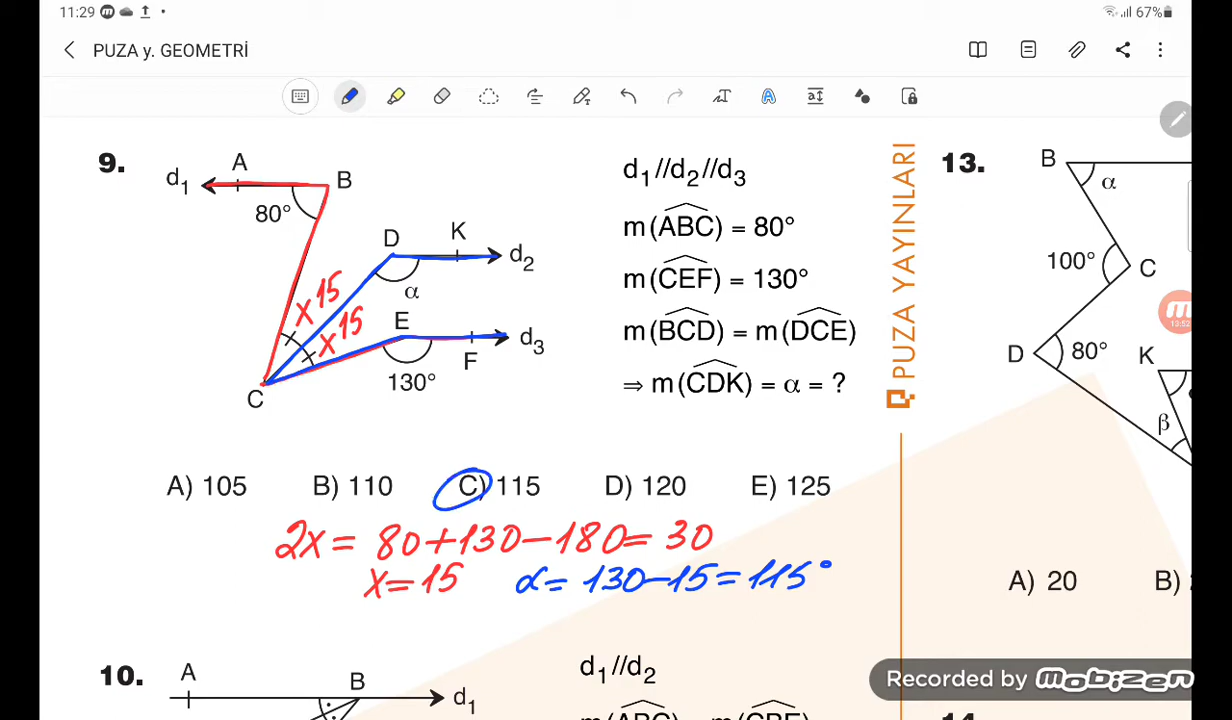 11:29
67%
PUZA y. GEOMETRİ
9.
A
d1
B
80°
D
K
d2
α
x 15
x 15
E
d3
F
130°
C
d1//d2//d3
m(ABC) = 80°
m(CEF) = 130°
m(BCD) = m(DCE)
⇒ m(CDK) = α = ?
A) 105 B) 110 C) 115 D) 120 E) 125
2x = 80+130-180= 30
x = 15 α = 130-15 = 115°
PUZA YAYINLARI
13.
B
α
100°
C
D
80°
K
β
M
13:52
A) 20 B)
10.
A
B
d1
d1//d2
Recorded by mobizen